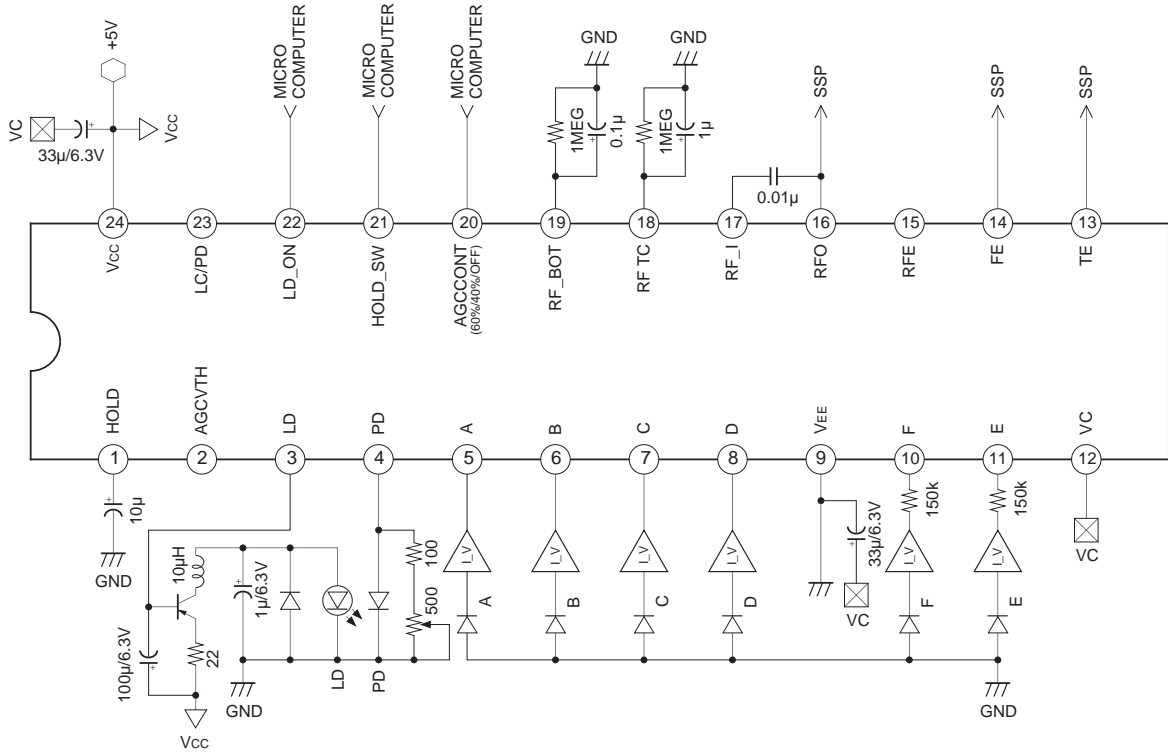 VC
33µ/6.3V
+5V
Vcc
MICRO
COMPUTER
MICRO
COMPUTER
MICRO
COMPUTER
GND
1MEG
0.1µ
GND
1MEG
1µ
0.01µ
SSP
SSP
SSP
24
23
22
21
20
19
18
17
16
15
14
13
Vcc
LC/PD
LD_ON
HOLD_SW
AGCCONT
(60%/40%/OFF)
RF_BOT
RF TC
RF_I
RFO
RFE
FE
TE
HOLD
AGCVTH
LD
PD
A
B
C
D
VEE
F
E
VC
1
2
3
4
5
6
7
8
9
10
11
12
10µ
GND
10µH
100µ/6.3V
22
Vcc
1µ/6.3V
GND
LD
PD
100
500
I_V
I_V
I_V
I_V
I_V
I_V
A
B
C
D
F
E
33µ/6.3V
VC
150k
150k
VC
GND